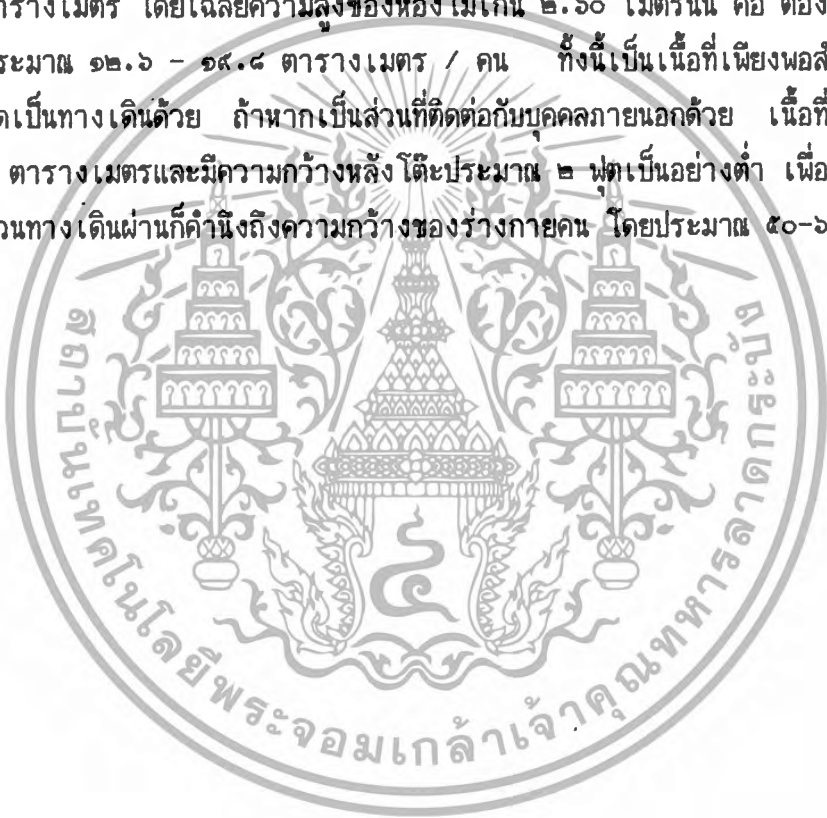 ตารางเมตร โดยเฉลี่ยความสูงของห้องไม่เกิน ๒.๖๐ เมตรนั้น คือ ต้อง
ระมาณ ๑๒.๖ - ๑๙.๘ ตารางเมตร / คน ทั้งนี้เป็นเนื้อที่เพียงพอสำ
ดเป็นทางเดินด้วย ถ้าหากเป็นส่วนที่ติดต่อกับบุคคลภายนอกด้วย เนื้อที่
ตารางเมตรและมีความกว้างหลังโต๊ะประมาณ ๒ ฟุตเป็นอย่างต่ำ เพื่อ
วนทางเดินผ่านก็คำนึงถึงความกว้างของร่างกายคน โดยประมาณ ๕๐-๖
สถาบันเทคโนโลยีพระจอมเกล้าเจ้าคุณทหารลาดกระบัง
๔